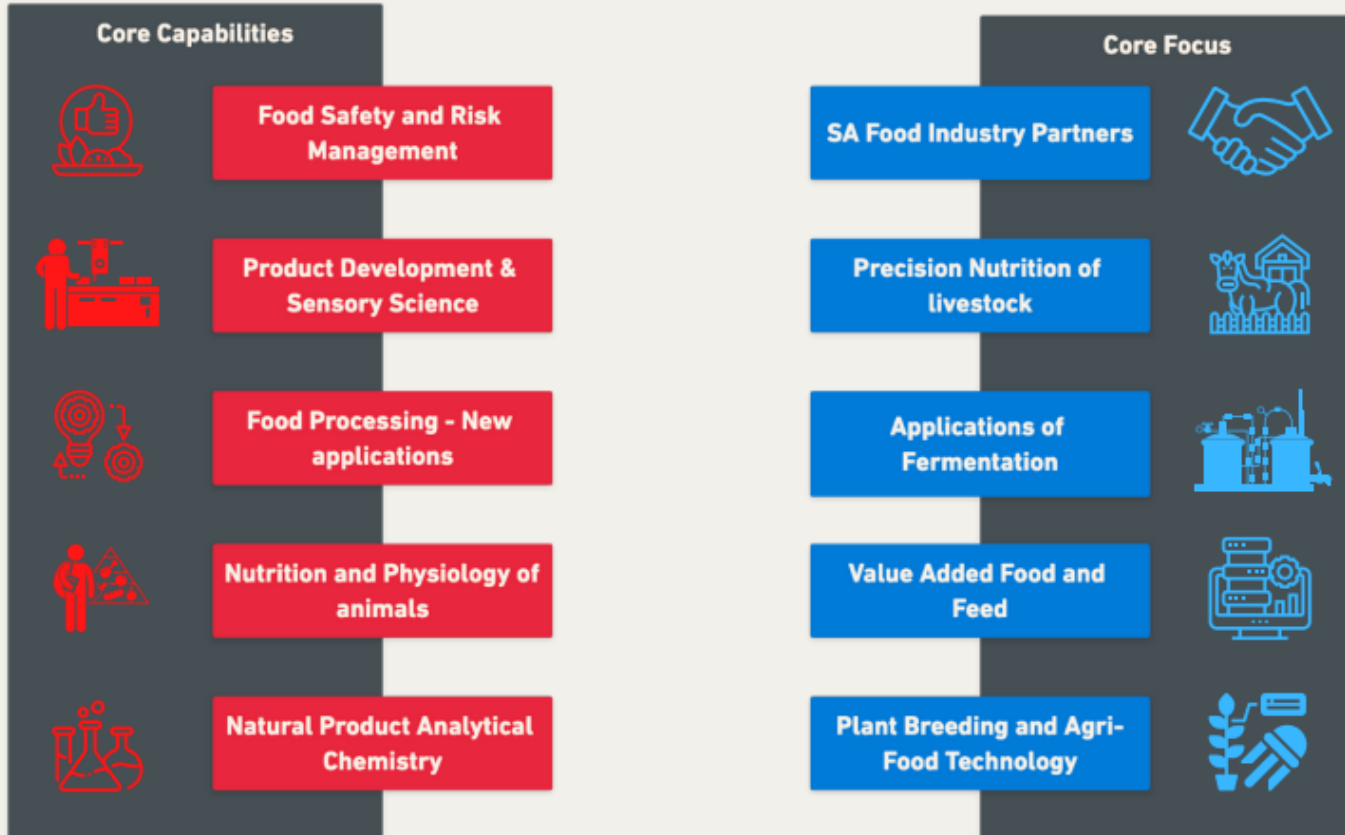 Core Capabilities
Food Safety and Risk
Management
Product Development &
Sensory Science
Food Processing - New
applications
Nutrition and Physiology of
animals
Natural Product Analytical
Chemistry
Core Focus
SA Food Industry Partners
Precision Nutrition of
livestock
Applications of
Fermentation
Value Added Food and
Feed
Plant Breeding and Agri-
Food Technology